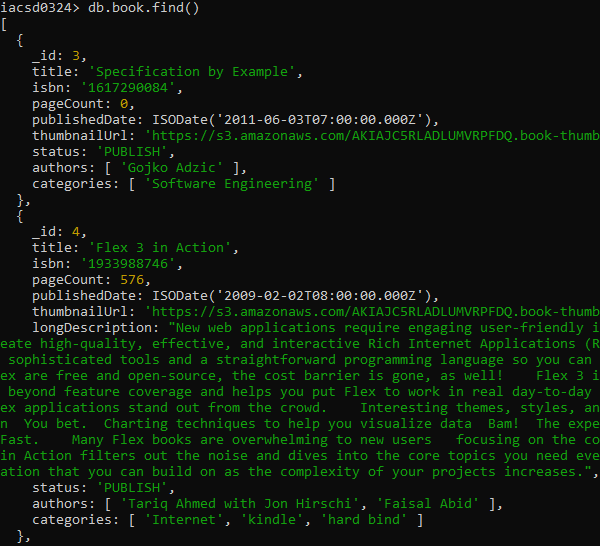 iacsd0324> db.book.find()
[
  {
    _id: 3,
    title: 'Specification by Example',
    isbn: '1617290084',
    pageCount: 0,
    publishedDate: ISODate('2011-06-03T07:00:00.000Z'),
    thumbnailUrl: 'https://s3.amazonaws.com/AKIAJC5RLADLUMVRPFDQ.book-thumb
    status: 'PUBLISH',
    authors: [ 'Gojko Adzic' ],
    categories: [ 'Software Engineering' ]
  },
  {
    _id: 4,
    title: 'Flex 3 in Action',
    isbn: '1933988746',
    pageCount: 576,
    publishedDate: ISODate('2009-02-02T08:00:00.000Z'),
    thumbnailUrl: 'https://s3.amazonaws.com/AKIAJC5RLADLUMVRPFDQ.book-thumb
    longDescription: "New web applications require engaging user-friendly i
eate high-quality, effective, and interactive Rich Internet Applications (R
 sophisticated tools and a straightforward programming language so you can
ex are free and open-source, the cost barrier is gone, as well!    Flex 3 i
 beyond feature coverage and helps you put Flex to work in real day-to-day
ex applications stand out from the crowd.    Interesting themes, styles, an
n  You bet.  Charting techniques to help you visualize data  Bam!  The expe
Fast.    Many Flex books are overwhelming to new users   focusing on the co
in Action filters out the noise and dives into the core topics you need eve
ation that you can build on as the complexity of your projects increases.",
    status: 'PUBLISH',
    authors: [ 'Tariq Ahmed with Jon Hirschi', 'Faisal Abid' ],
    categories: [ 'Internet', 'kindle', 'hard bind' ]
  },